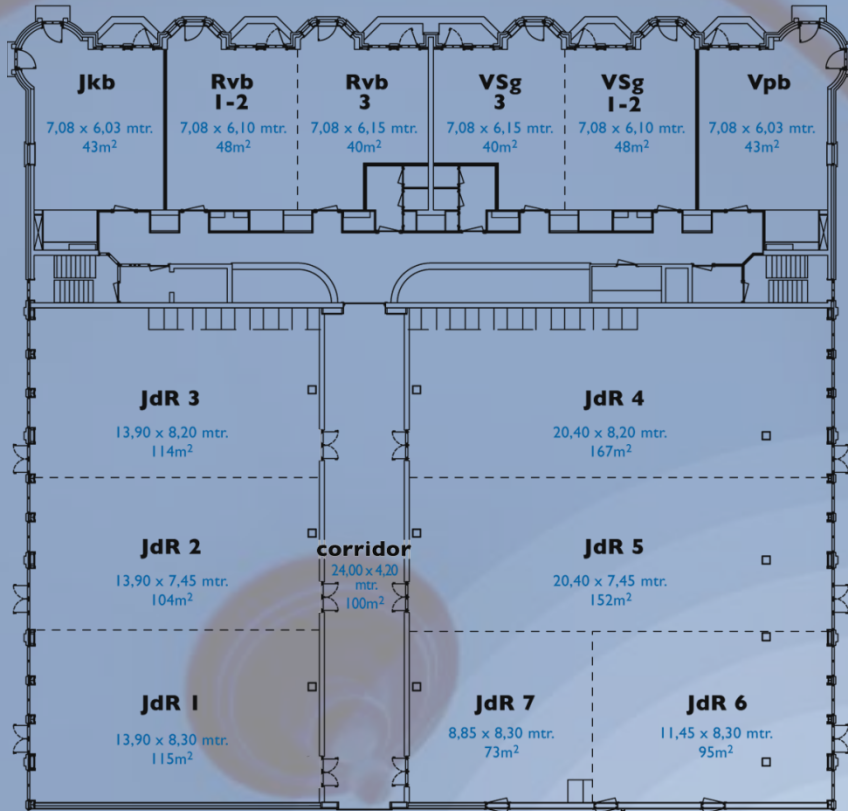 Jkb
7,08 x 6,03 mtr.
43m²
Rvb
1-2
7,08 x 6,10 mtr.
48m²
Rvb
3
7,08 x 6,15 mtr.
40m²
VSg
3
7,08 x 6,15 mtr.
40m²
VSg
1-2
7,08 x 6,10 mtr.
48m²
Vpb
7,08 x 6,03 mtr.
43m²
JdR 3
13,90 x 8,20 mtr.
114m²
JdR 4
20,40 x 8,20 mtr.
167m²
JdR 2
13,90 x 7,45 mtr.
104m²
corridor
24,00 x 4,20
mtr.
100m²
JdR 5
20,40 x 7,45 mtr.
152m²
JdR 1
13,90 x 8,30 mtr.
115m²
JdR 7
8,85 x 8,30 mtr.
73m²
JdR 6
11,45 x 8,30 mtr.
95m²